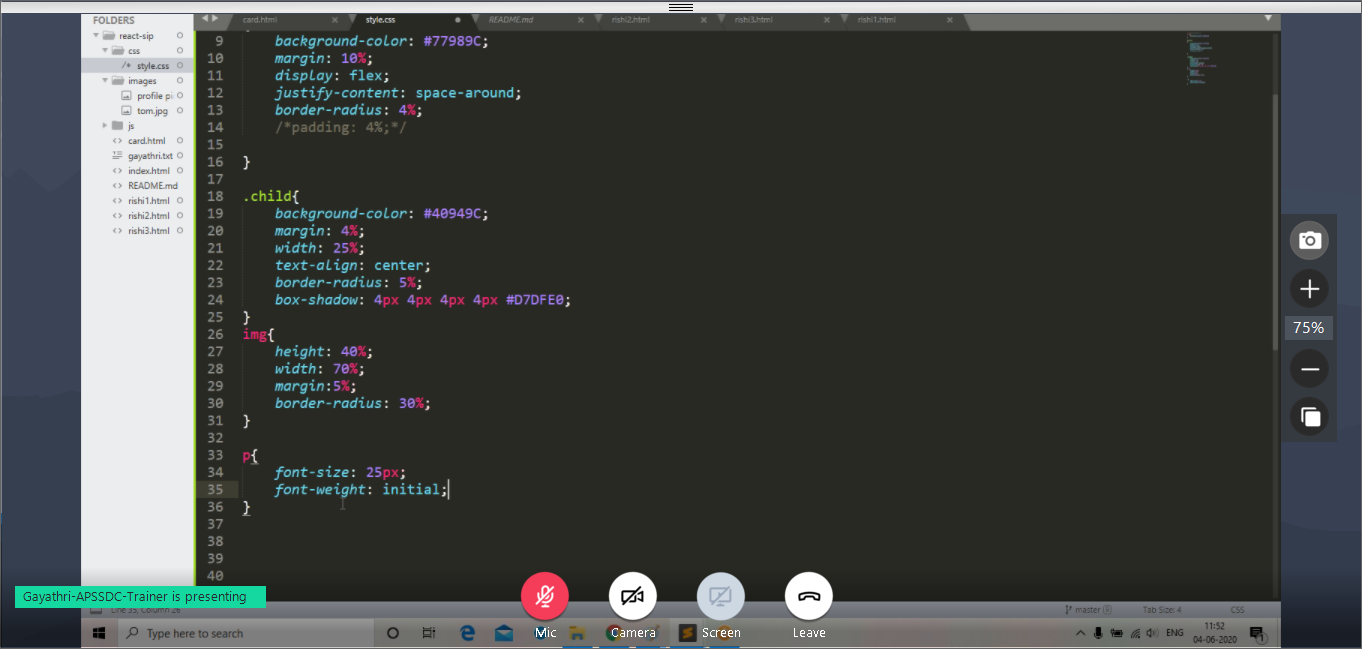 FOLDERS
react-sip
css
/* style.css
images
profile pi
tom.jpg
js
card.html
gayathri.txt
index.html
README.md
rishi1.html
rishi2.html
rishi3.html
card.html
style.css
README.md
rishi2.html
rishi3.html
rishi1.html
9 background-color: #77989C;
10 margin: 10%;
11 display: flex;
12 justify-content: space-around;
13 border-radius: 4%;
14 /*padding: 4%;*/
15
16 }
17
18 .child{
19 background-color: #40949C;
20 margin: 4%;
21 width: 25%;
22 text-align: center;
23 border-radius: 5%;
24 box-shadow: 4px 4px 4px 4px #D7DFE0;
25 }
26 img{
27 height: 40%;
28 width: 70%;
29 margin:5%;
30 border-radius: 30%;
31 }
32
33 p{
34 font-size: 25px;
35 font-weight: initial;
36 }
37
38
39
40
75%
Gayathri-APSSDC-Trainer is presenting
Line 35, Column 26
master
Tab Size: 4
CSS
Mic
Camera
Screen
Leave
Type here to search
ENG
11:52
04-06-2020